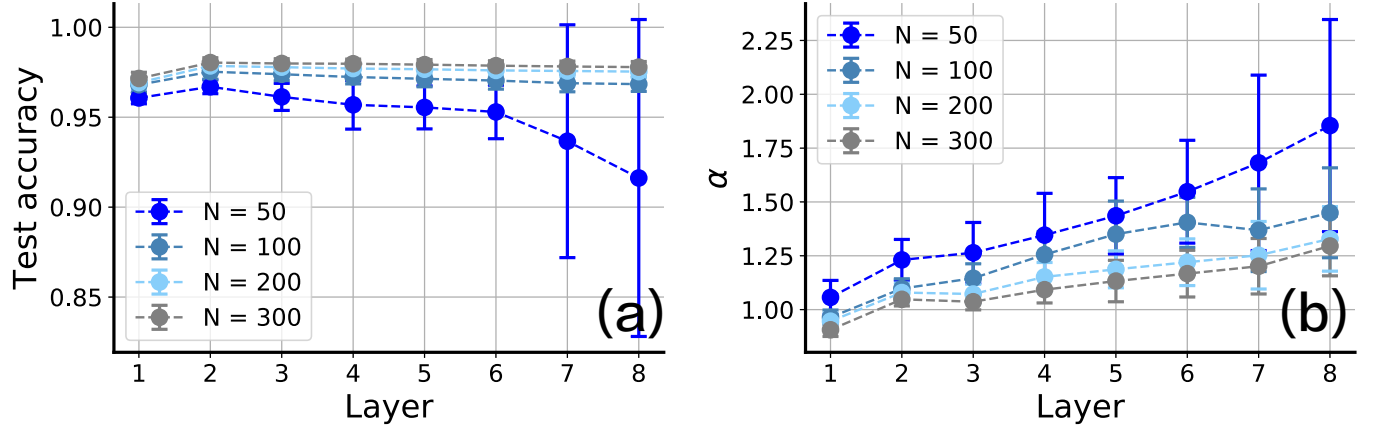 Test accuracy
1.00
0.95
0.90
0.85
N = 50
N = 100
N = 200
N = 300
(a)
1 2 3 4 5 6 7 8
Layer
α
2.25
2.00
1.75
1.50
1.25
1.00
N = 50
N = 100
N = 200
N = 300
(b)
1 2 3 4 5 6 7 8
Layer